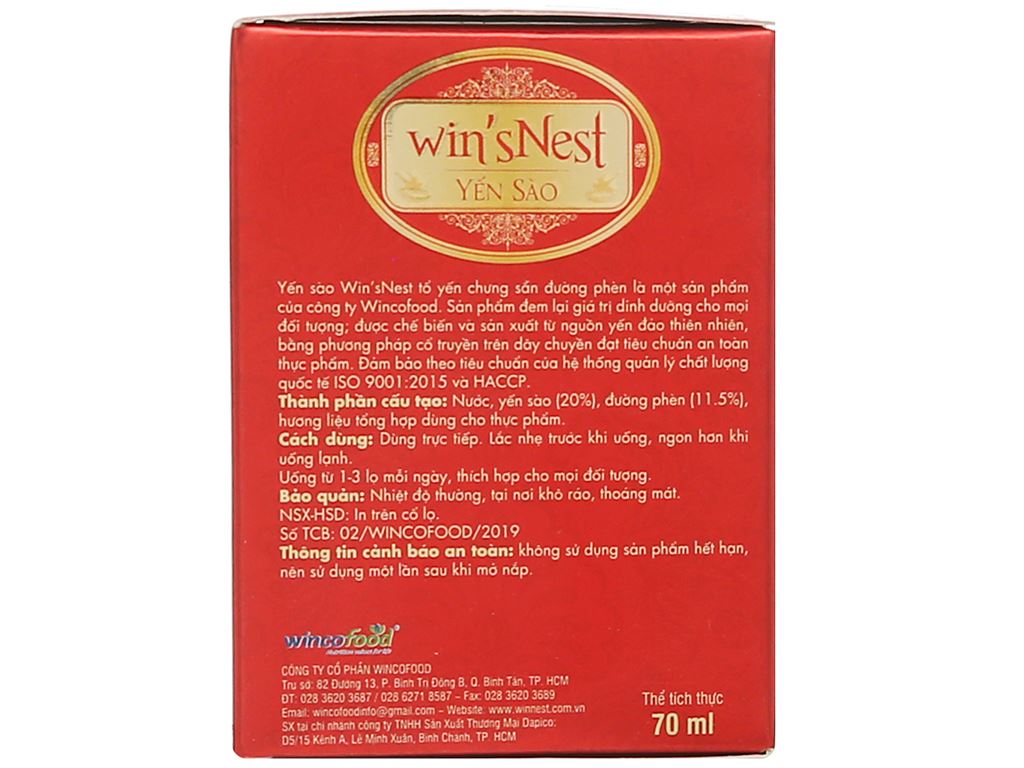 win'sNest
YẾN SÀO
Yến sào Win'sNest tổ yến chưng sẵn đường phèn là một sản phẩm
của công ty Wincofood. Sản phẩm đem lại giá trị dinh dưỡng cho mọi
đối tượng; được chế biến và sản xuất từ nguồn yến đảo thiên nhiên,
bằng phương pháp cổ truyền trên dây chuyền đạt tiêu chuẩn an toàn
thực phẩm. Đảm bảo theo tiêu chuẩn của hệ thống quản lý chất lượng
quốc tế ISO 9001:2015 và HACCP.
Thành phần cấu tạo: Nước, yến sào (20%), đường phèn (11.5%),
hương liệu tổng hợp dùng cho thực phẩm.
Cách dùng: Dùng trực tiếp. Lắc nhẹ trước khi uống, ngon hơn khi
uống lạnh.
Uống từ 1-3 lọ mỗi ngày, thích hợp cho mọi đối tượng.
Bảo quản: Nhiệt độ thường, tại nơi khô ráo, thoáng mát.
NSX-HSD: In trên cổ lọ.
Số TCB: 02/WINCOFOOD/2019
Thông tin cảnh báo an toàn: không sử dụng sản phẩm hết hạn,
nên sử dụng một lần sau khi mở nắp.
wincofood®
Nutrition values for life
CÔNG TY CỔ PHẦN WINCOFOOD
Trụ sở: 82 Đường 13, P. Bình Trị Đông B, Q. Bình Tân, TP. HCM
ĐT: 028 3620 3687 / 028 6271 8587 – Fax: 028 3620 3689
Email: wincofoodinfo@gmail.com – Website: www.winnest.com.vn
SX tại chi nhánh công ty TNHH Sản Xuất Thương Mại Dapico:
D5/15 Kênh A, Lê Minh Xuân, Bình Chánh, TP. HCM
Thể tích thực
70 ml